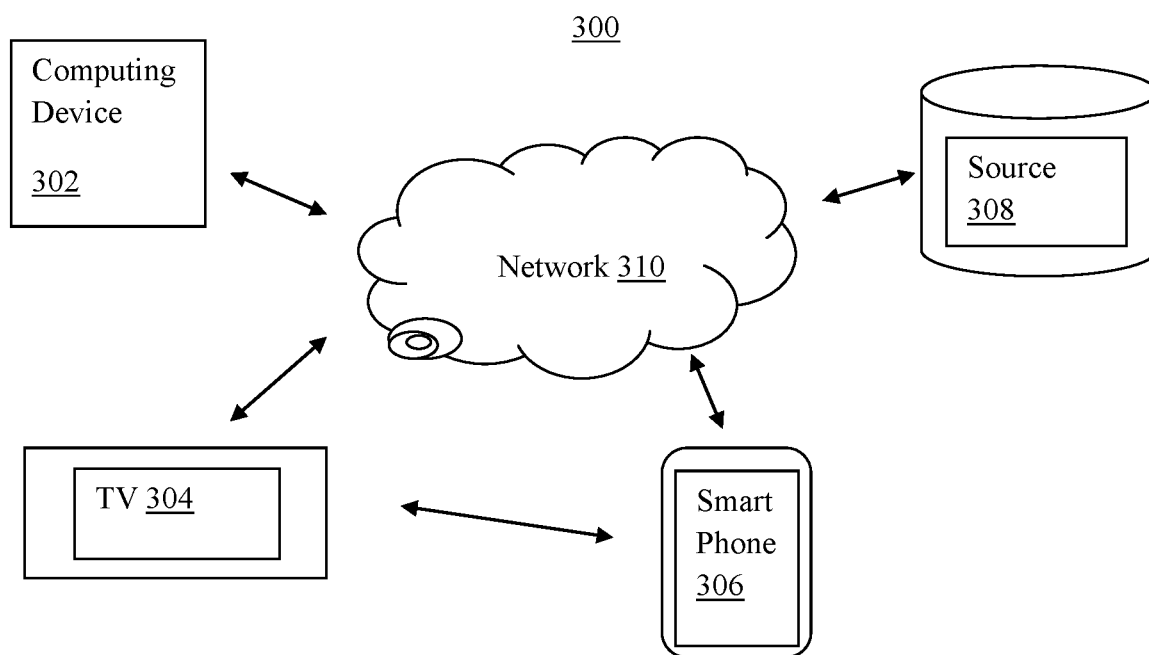 300
Computing
Device
302
Source
308
Network 310
TV 304
Smart
Phone
306